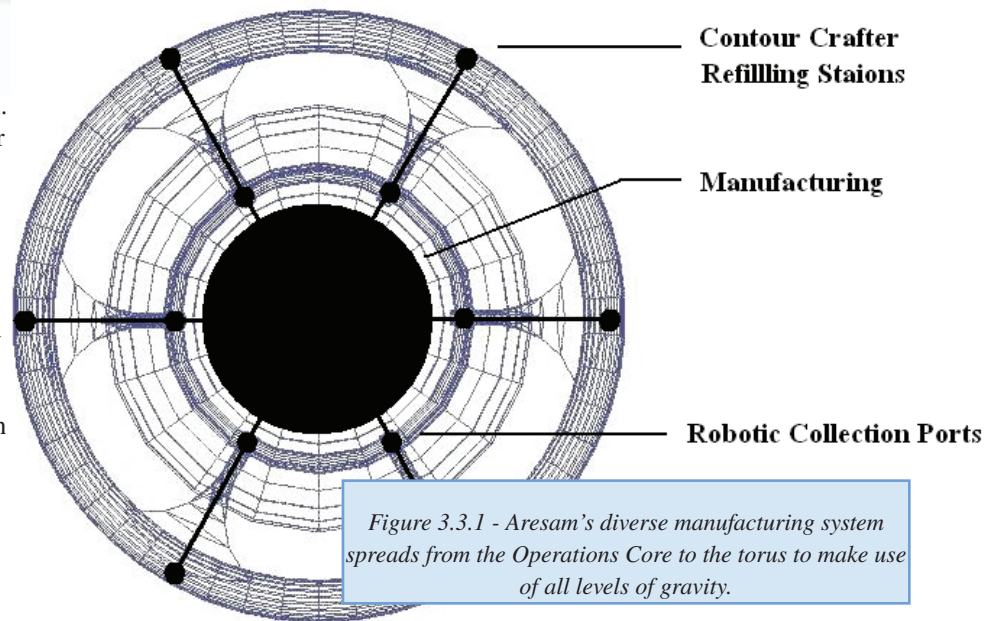 Contour Crafter
Refillling Staions
Manufacturing
Robotic Collection Ports
Figure 3.3.1 - Aresam's diverse manufacturing system
spreads from the Operations Core to the torus to make use
of all levels of gravity.